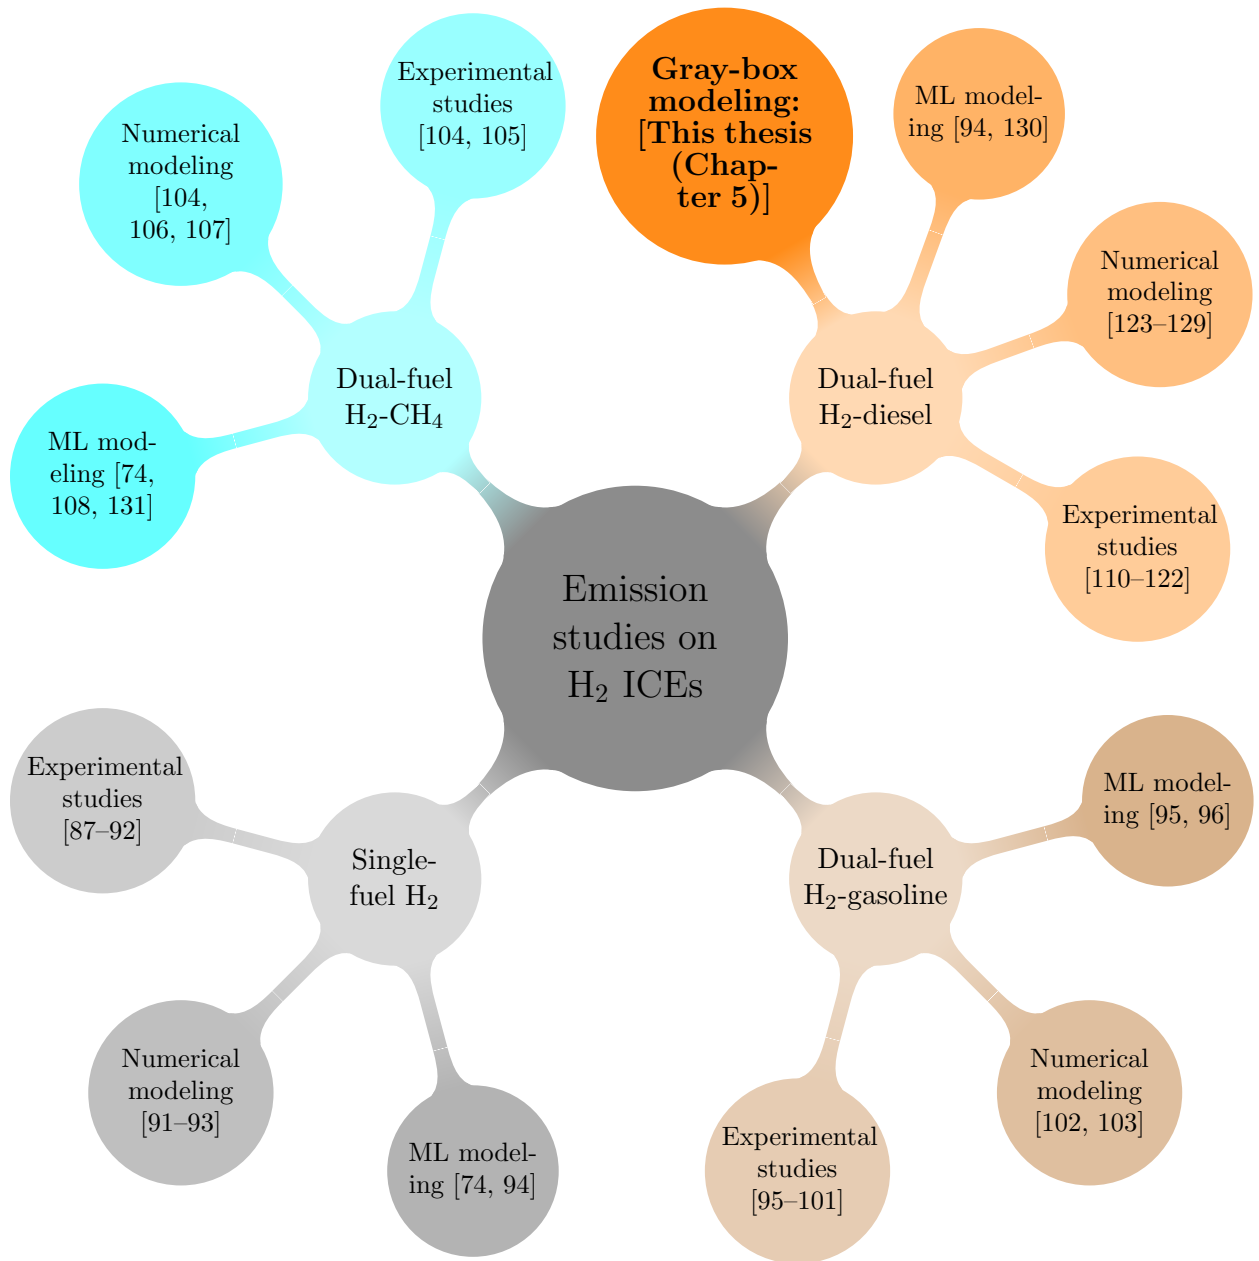 Experimental
studies
[104, 105]
Numerical
modeling
[104,
106, 107]
ML mod-
eling [74,
108, 131]
Dual-fuel
H₂-CH₄
Gray-box
modeling:
[This thesis
(Chap-
ter 5)]
ML model-
ing [94, 130]
Numerical
modeling
[123–129]
Experimental
studies
[110–122]
Dual-fuel
H₂-diesel
Emission
studies on
H₂ ICEs
Experimental
studies
[87–92]
Numerical
modeling
[91–93]
ML model-
ing [74, 94]
Single-
fuel H₂
Dual-fuel
H₂-gasoline
ML model-
ing [95, 96]
Numerical
modeling
[102, 103]
Experimental
studies
[95–101]